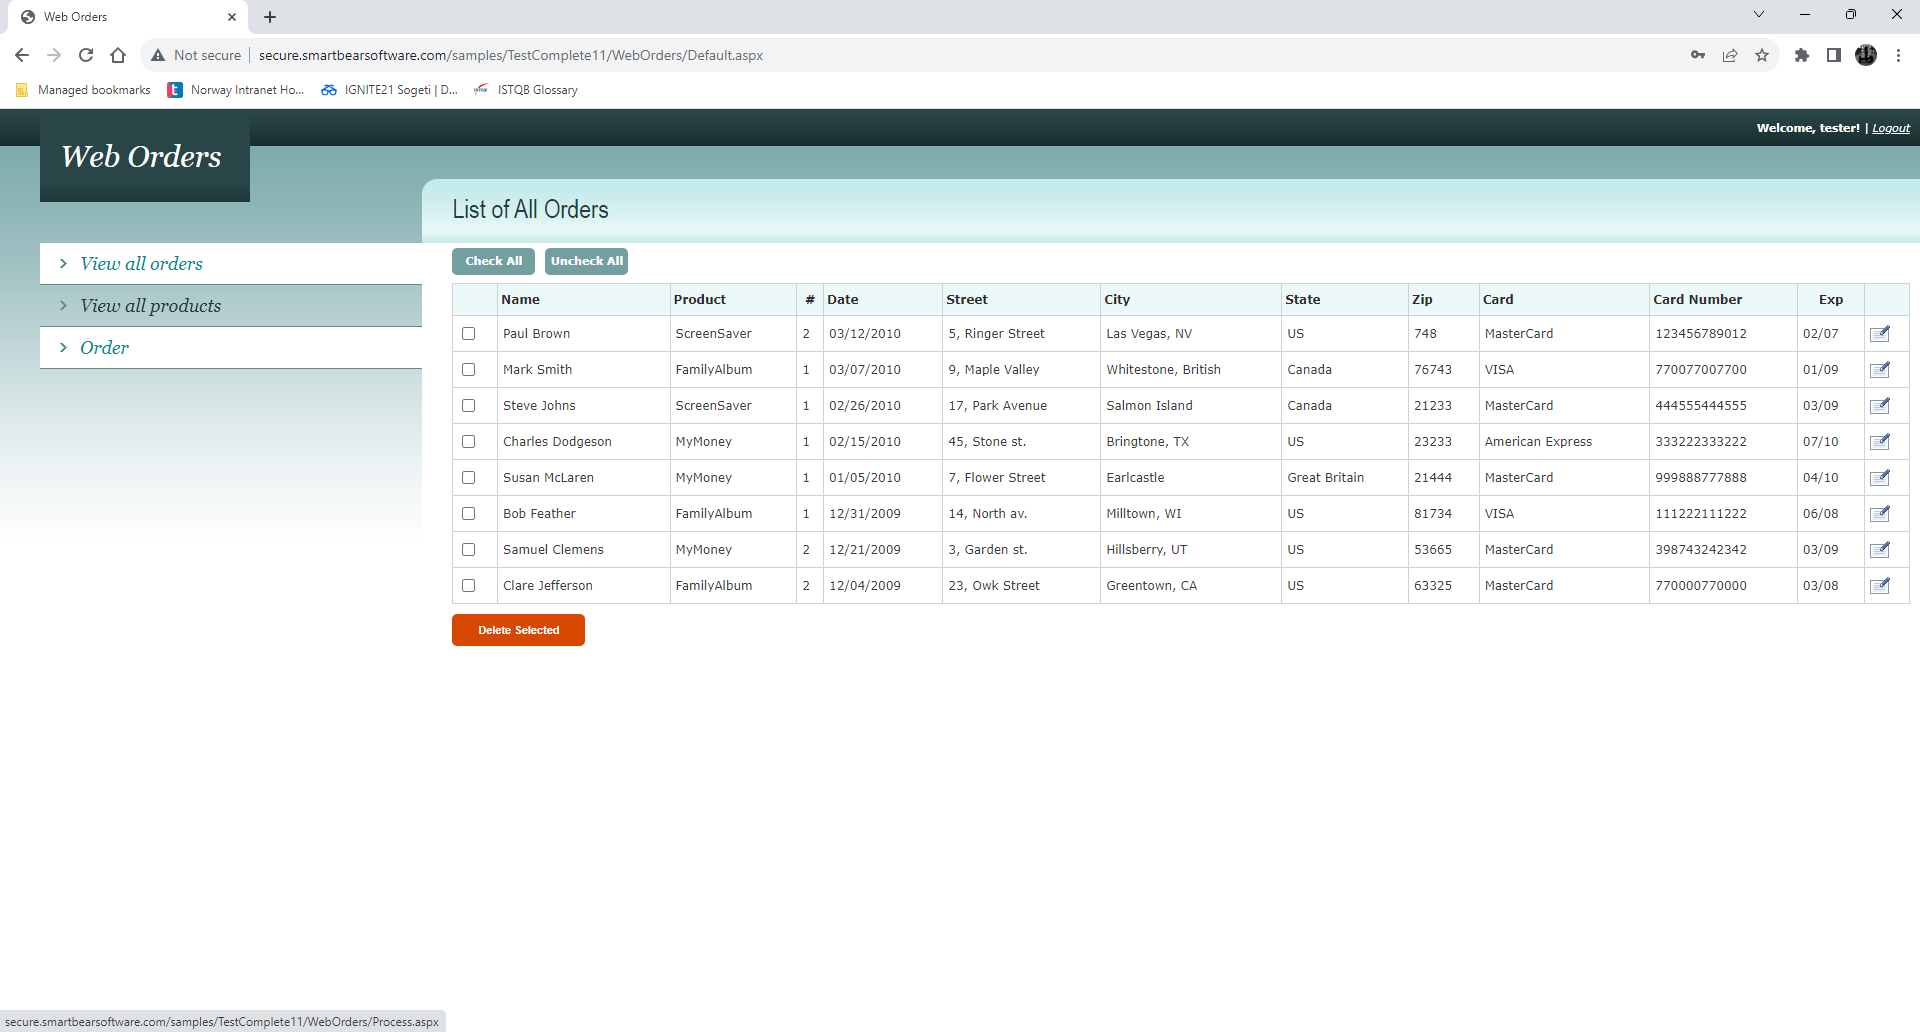 Web Orders
Not secure secure.smartbearsoftware.com/samples/TestComplete11/WebOrders/Default.aspx
Managed bookmarks Norway Intranet Ho... IGNITE21 Sogeti | D... ISTQB Glossary
Welcome, tester! | Logout
Web Orders
List of All Orders
View all orders
View all products
Order
Check All Uncheck All
Name Product # Date Street City State Zip Card Card Number Exp
Paul Brown ScreenSaver 2 03/12/2010 5, Ringer Street Las Vegas, NV US 748 MasterCard 123456789012 02/07
Mark Smith FamilyAlbum 1 03/07/2010 9, Maple Valley Whitestone, British Canada 76743 VISA 770077007700 01/09
Steve Johns ScreenSaver 1 02/26/2010 17, Park Avenue Salmon Island Canada 21233 MasterCard 444555444555 03/09
Charles Dodgeson MyMoney 1 02/15/2010 45, Stone st. Bringtone, TX US 23233 American Express 333222333222 07/10
Susan McLaren MyMoney 1 01/05/2010 7, Flower Street Earlcastle Great Britain 21444 MasterCard 999888777888 04/10
Bob Feather FamilyAlbum 1 12/31/2009 14, North av. Milltown, WI US 81734 VISA 111222111222 06/08
Samuel Clemens MyMoney 2 12/21/2009 3, Garden st. Hillsberry, UT US 53665 MasterCard 398743242342 03/09
Clare Jefferson FamilyAlbum 2 12/04/2009 23, Owk Street Greentown, CA US 63325 MasterCard 770000770000 03/08
Delete Selected
secure.smartbearsoftware.com/samples/TestComplete11/WebOrders/Process.aspx